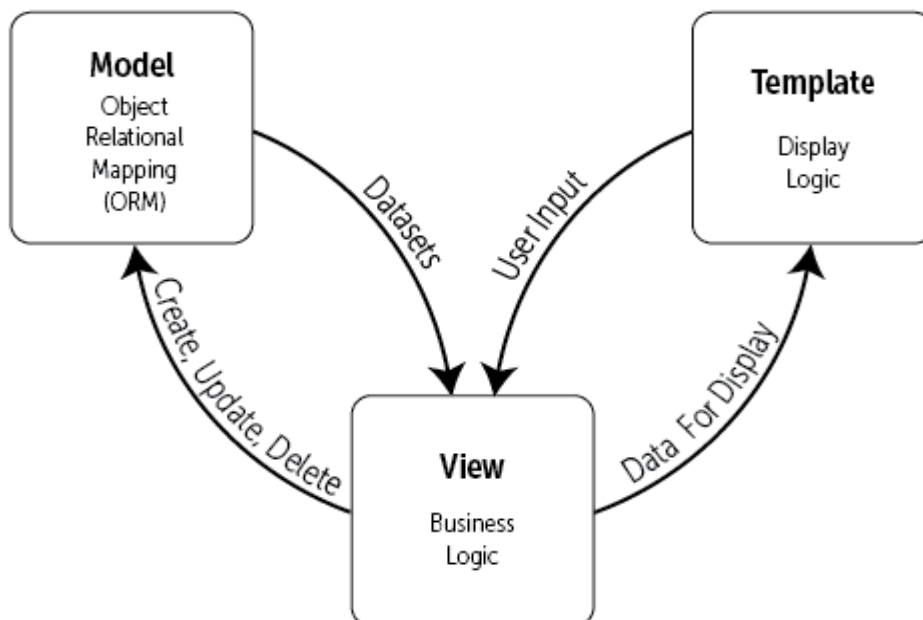 Model
Object
Relational
Mapping
(ORM)
Template
Display
Logic
Datasets
User Input
Create, Update, Delete
Data For Display
View
Business
Logic